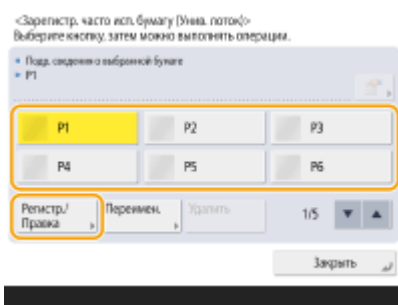 <Зарегистр. часто исп. бумагу (Унив. лоток)>
Выберите кнопку, затем можно выполнять операции.
Подр. сведения о выбранной бумаге
P1
P1 P2 P3
P4 P5 P6
Регистр./
Правка
Переимен.
Удалить
1/5
Закрыть